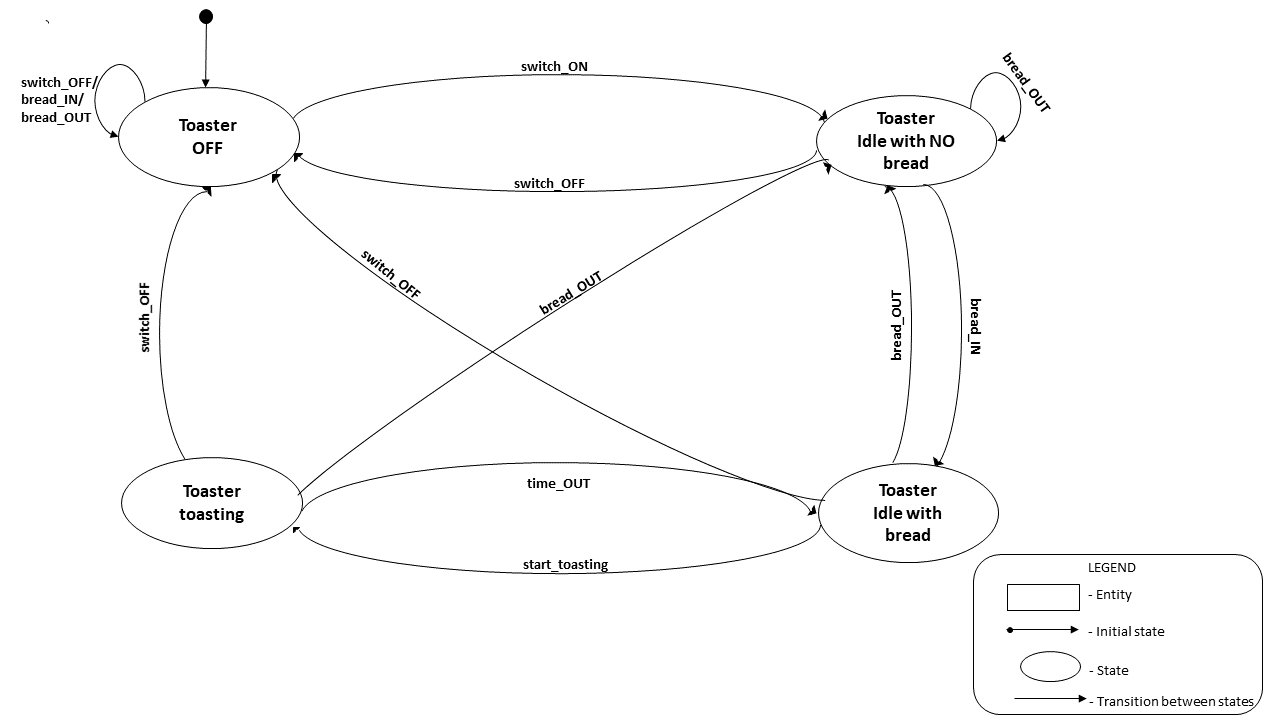 switch_ON
switch_OFF/
bread_IN/
bread_OUT
Toaster
OFF
Toaster
Idle with NO
bread
bread_OUT
switch_OFF
switch_OFF
switch_OFF
bread_OUT
bread_OUT
bread_IN
Toaster
toasting
time_OUT
Toaster
Idle with
bread
start_toasting
LEGEND
- Entity
- Initial state
- State
- Transition between states